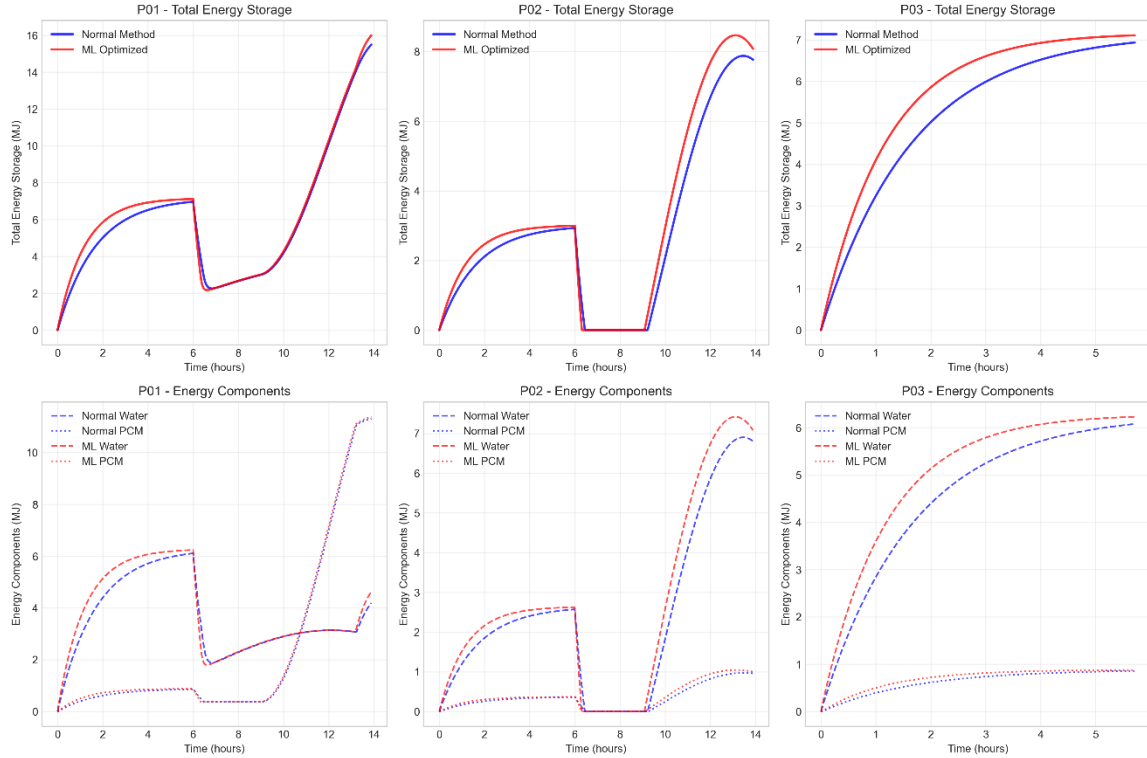 P01 - Total Energy Storage
Normal Method
ML Optimized
Total Energy Storage (MJ)
16
14
12
10
8
6
4
2
0
0 2 4 6 8 10 12 14
Time (hours)
P02 - Total Energy Storage
Normal Method
ML Optimized
Total Energy Storage (MJ)
8
6
4
2
0
0 2 4 6 8 10 12 14
Time (hours)
P03 - Total Energy Storage
Normal Method
ML Optimized
Total Energy Storage (MJ)
7
6
5
4
3
2
1
0
0 1 2 3 4 5
Time (hours)
P01 - Energy Components
Normal Water
Normal PCM
ML Water
ML PCM
Energy Components (MJ)
10
8
6
4
2
0
0 2 4 6 8 10 12 14
Time (hours)
P02 - Energy Components
Normal Water
Normal PCM
ML Water
ML PCM
Energy Components (MJ)
7
6
5
4
3
2
1
0
0 2 4 6 8 10 12 14
Time (hours)
P03 - Energy Components
Normal Water
Normal PCM
ML Water
ML PCM
Energy Components (MJ)
6
5
4
3
2
1
0
0 1 2 3 4 5
Time (hours)